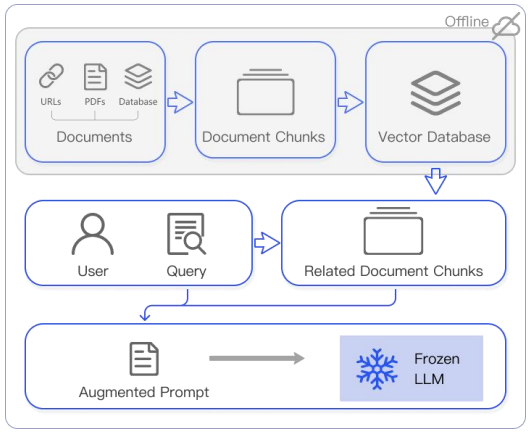 Offline
URLs PDFs Database
Documents
Document Chunks
Vector Database
User
Query
Related Document Chunks
Augmented Prompt
Frozen
LLM